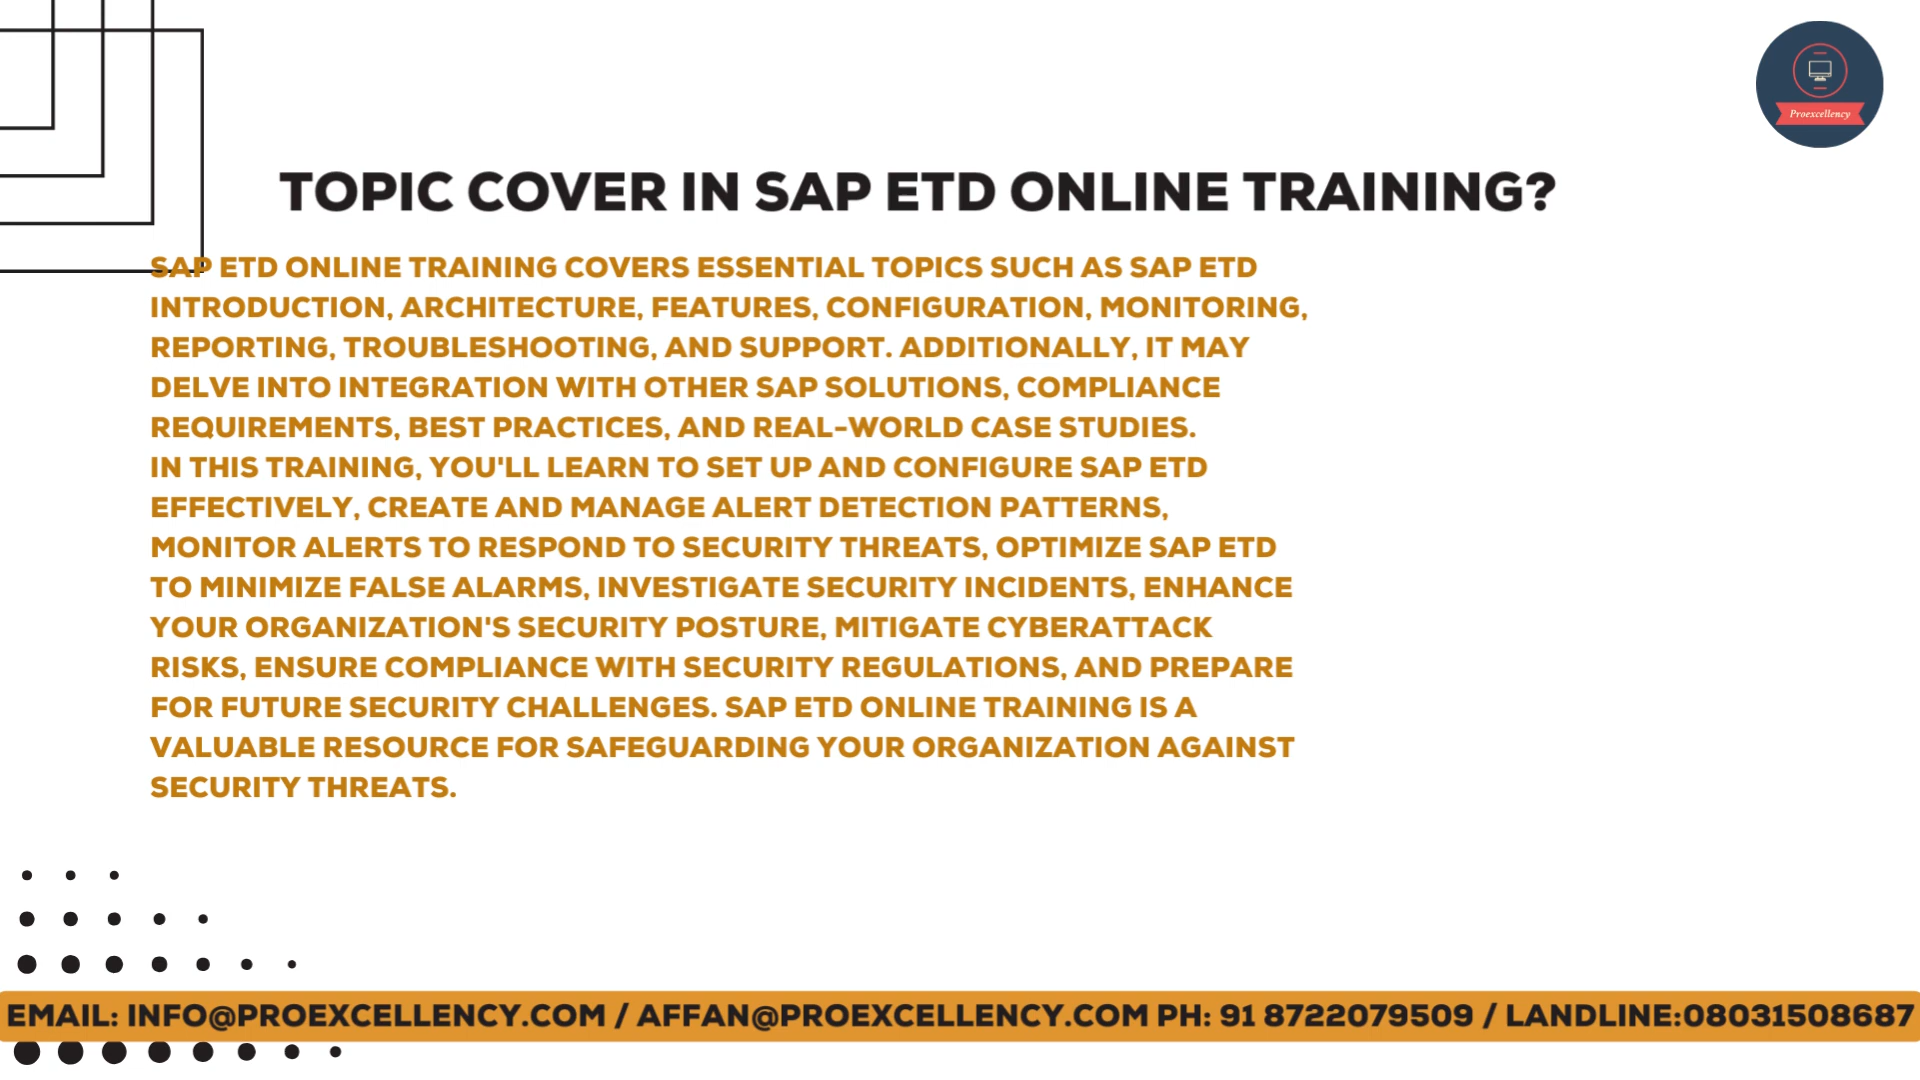 Proexcellency
TOPIC COVER IN SAP ETD ONLINE TRAINING?
SAP ETD ONLINE TRAINING COVERS ESSENTIAL TOPICS SUCH AS SAP ETD
INTRODUCTION, ARCHITECTURE, FEATURES, CONFIGURATION, MONITORING,
REPORTING, TROUBLESHOOTING, AND SUPPORT. ADDITIONALLY, IT MAY
DELVE INTO INTEGRATION WITH OTHER SAP SOLUTIONS, COMPLIANCE
REQUIREMENTS, BEST PRACTICES, AND REAL-WORLD CASE STUDIES.
IN THIS TRAINING, YOU'LL LEARN TO SET UP AND CONFIGURE SAP ETD
EFFECTIVELY, CREATE AND MANAGE ALERT DETECTION PATTERNS,
MONITOR ALERTS TO RESPOND TO SECURITY THREATS, OPTIMIZE SAP ETD
TO MINIMIZE FALSE ALARMS, INVESTIGATE SECURITY INCIDENTS, ENHANCE
YOUR ORGANIZATION'S SECURITY POSTURE, MITIGATE CYBERATTACK
RISKS, ENSURE COMPLIANCE WITH SECURITY REGULATIONS, AND PREPARE
FOR FUTURE SECURITY CHALLENGES. SAP ETD ONLINE TRAINING IS A
VALUABLE RESOURCE FOR SAFEGUARDING YOUR ORGANIZATION AGAINST
SECURITY THREATS.
EMAIL: INFO@PROEXCELLENCY.COM / AFFAN@PROEXCELLENCY.COM PH: 91 8722079509 / LANDLINE:08031508687